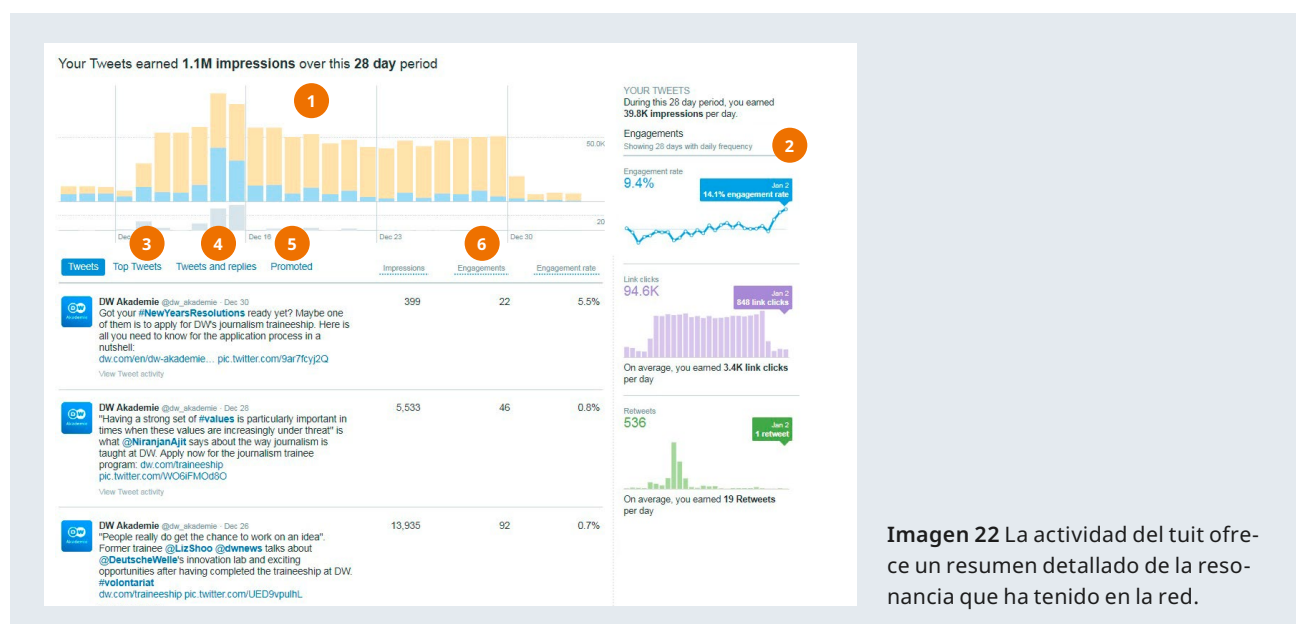 Your Tweets earned 1.1M impressions over this 28 day period
1
50.0K
20
Dec
Dec 16
Dec 23
Dec 30
3
4
5
6
Tweets
Top Tweets
Tweets and replies
Promoted
Impressions
Engagements
Engagement rate
DW Akademie @dw_akademie · Dec 30
Got your #NewYearsResolutions ready yet? Maybe one
of them is to apply for DW's journalism traineeship. Here is
all you need to know for the application process in a
nutshell:
dw.com/en/dw-akademie… pic.twitter.com/9ar7fcyj2Q
View Tweet activity
399
22
5.5%
DW Akademie @dw_akademie · Dec 28
"Having a strong set of #values is particularly important in
times when these values are increasingly under threat" is
what @NiranjanAjit says about the way journalism is
taught at DW. Apply now for the journalism trainee
program: dw.com/traineeship
pic.twitter.com/WO6iFMOd8O
View Tweet activity
5,533
46
0.8%
DW Akademie @dw_akademie · Dec 26
"People really do get the chance to work on an idea".
Former trainee @LizShoo @dwnews talks about
@DeutscheWelle's innovation lab and exciting
opportunities after having completed the traineeship at DW.
#volontariat
dw.com/traineeship pic.twitter.com/UED9vpulhL
13,935
92
0.7%
YOUR TWEETS
During this 28 day period, you earned
39.8K impressions per day.
Engagements
Showing 28 days with daily frequency
2
Engagement rate
9.4%
Jan 2
14.1% engagement rate
Link clicks
94.6K
Jan 2
848 link clicks
On average, you earned 3.4K link clicks
per day
Retweets
536
Jan 2
1 retweet
On average, you earned 19 Retweets
per day
Imagen 22 La actividad del tuit ofre-
ce un resumen detallado de la reso-
nancia que ha tenido en la red.